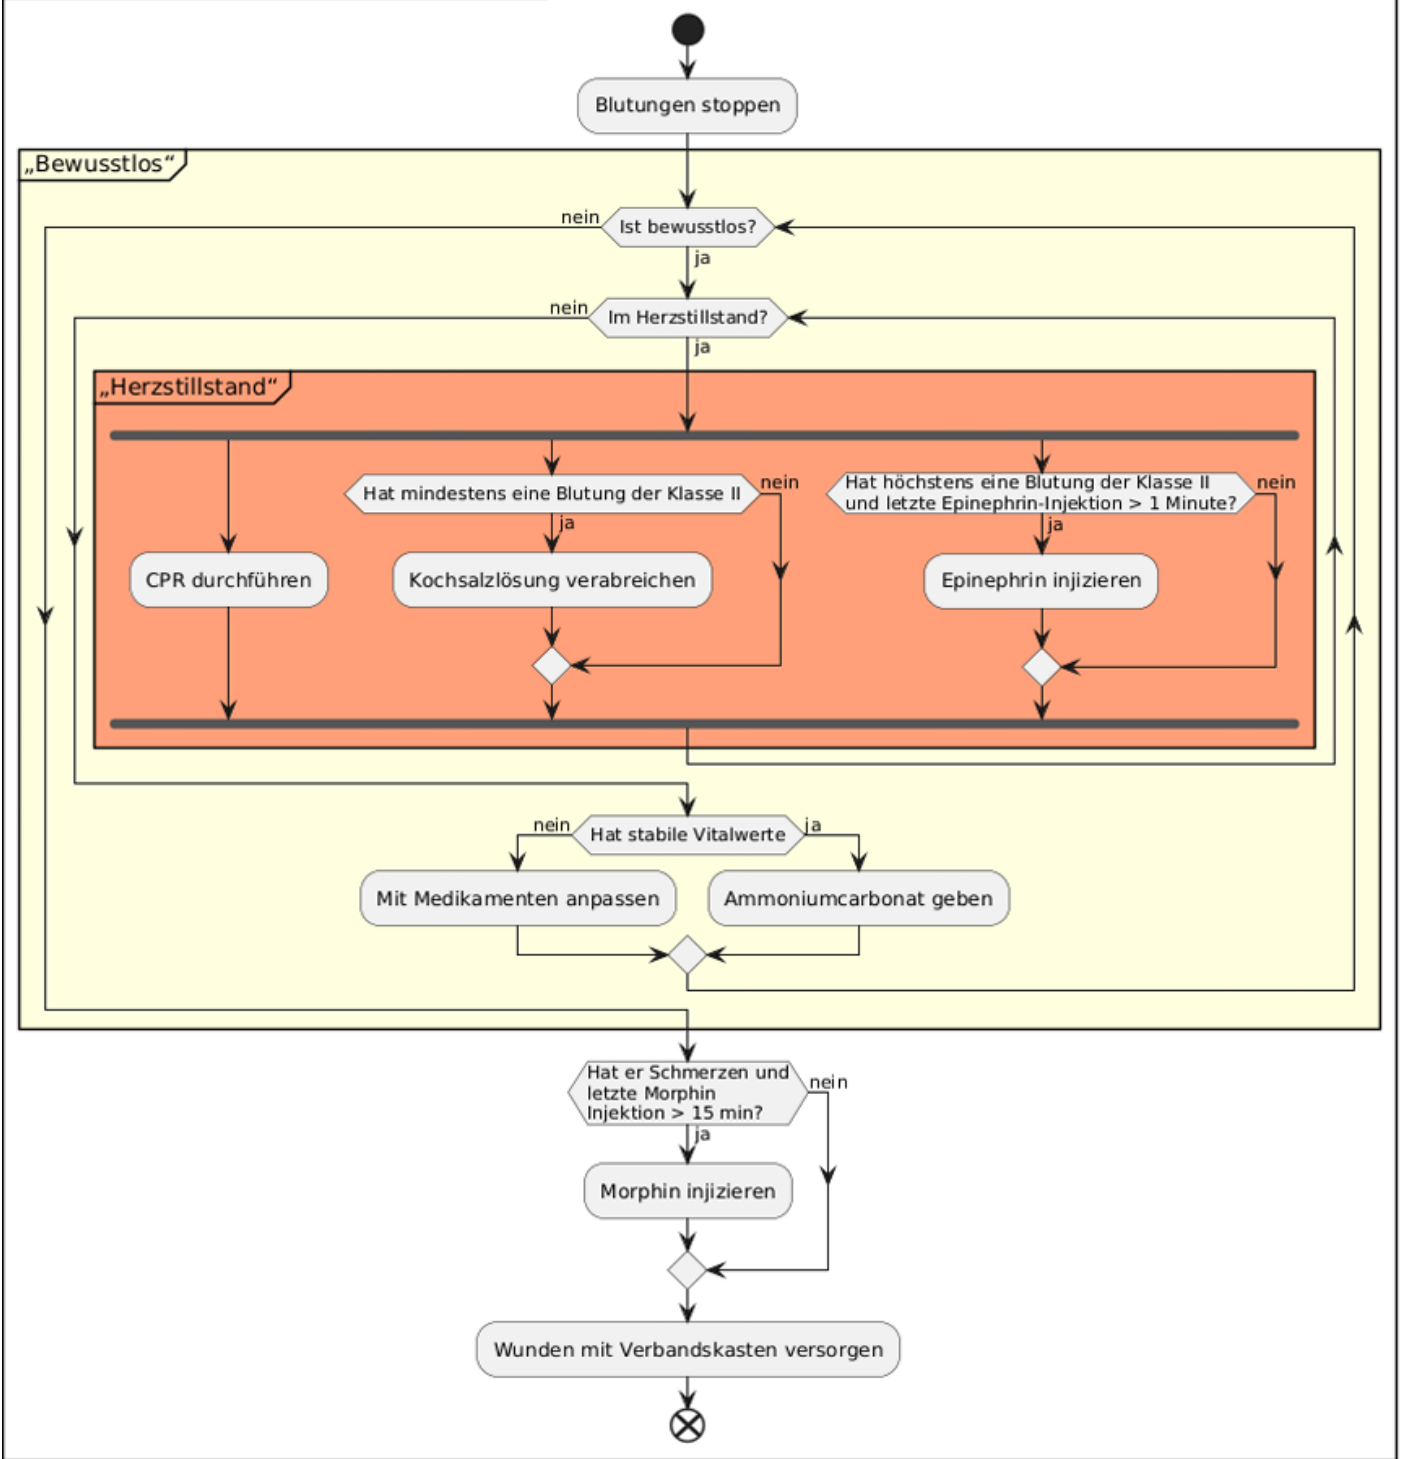 Blutungen stoppen
„Bewusstlos“
nein
Ist bewusstlos?
ja
nein
Im Herzstillstand?
ja
„Herzstillstand“
CPR durchführen
Hat mindestens eine Blutung der Klasse II
nein
ja
Kochsalzlösung verabreichen
Hat höchstens eine Blutung der Klasse II
und letzte Epinephrin-Injektion > 1 Minute?
nein
ja
Epinephrin injizieren
nein
Hat stabile Vitalwerte
ja
Mit Medikamenten anpassen
Ammoniumcarbonat geben
Hat er Schmerzen und
letzte Morphin
Injektion > 15 min?
nein
ja
Morphin injizieren
Wunden mit Verbandskasten versorgen